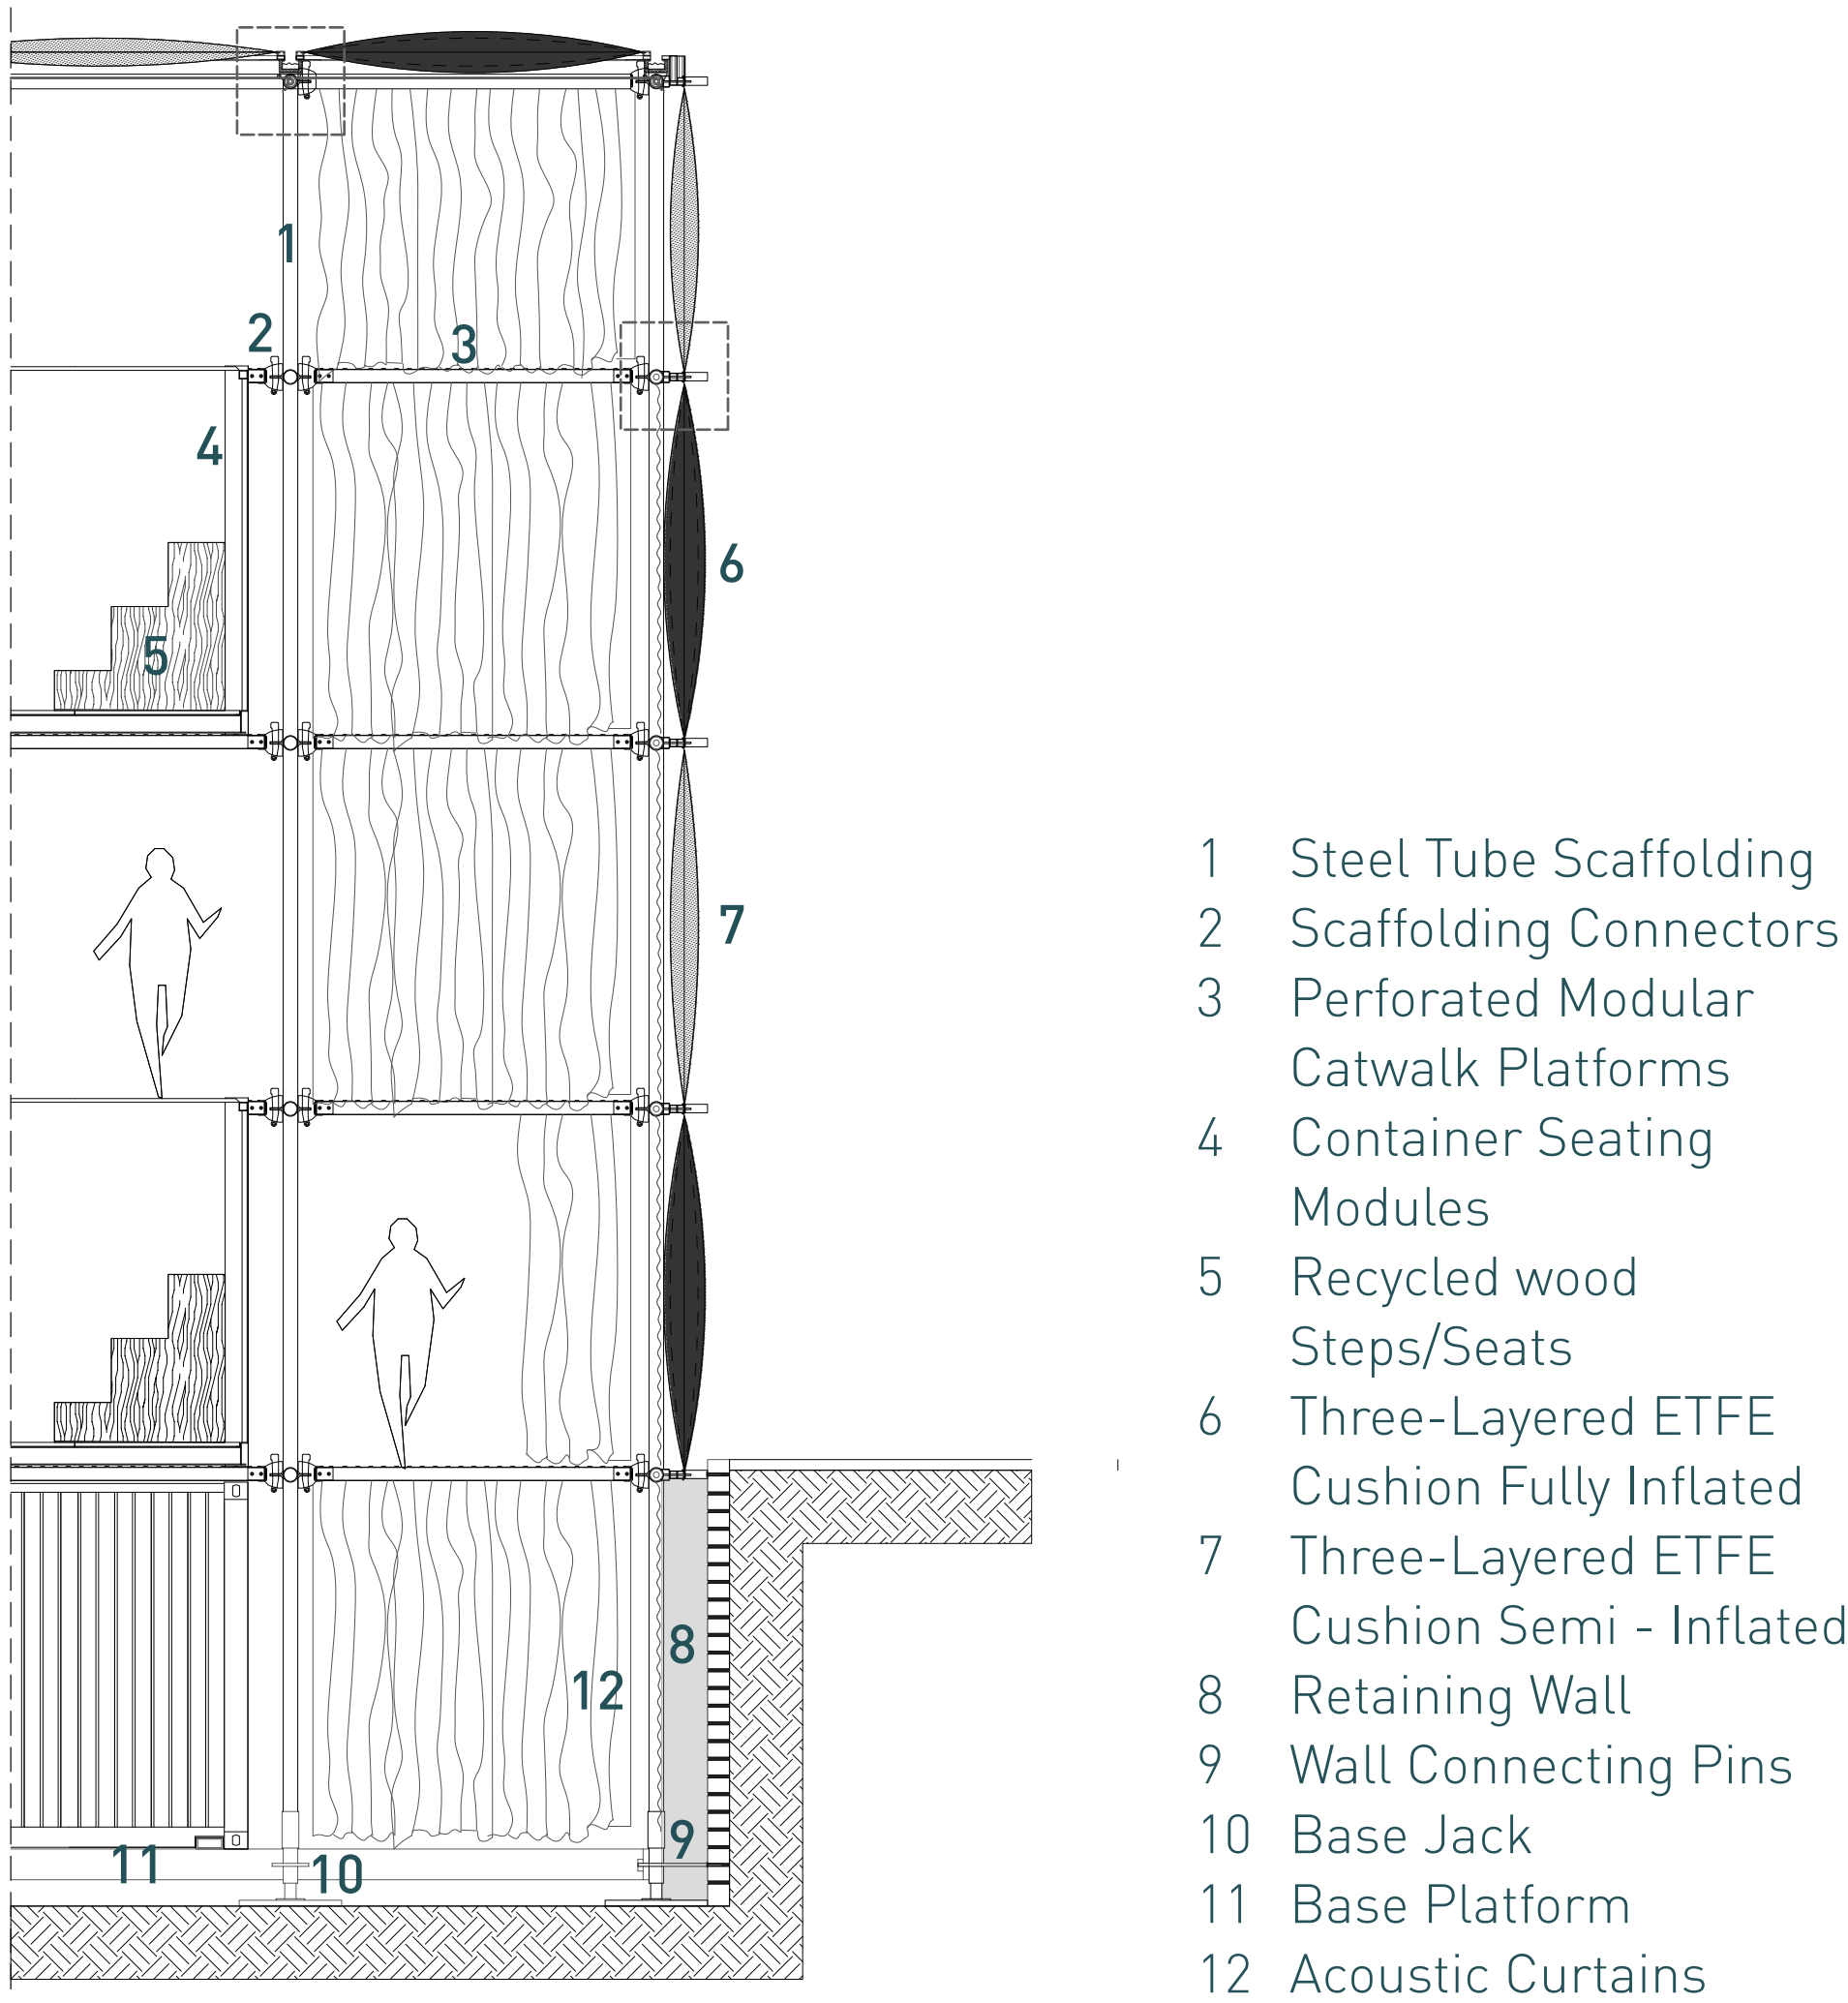 1
2
3
4
5
6
7
8
12
9
11
10
1 Steel Tube Scaffolding
2 Scaffolding Connectors
3 Perforated Modular
Catwalk Platforms
4 Container Seating
Modules
5 Recycled wood
Steps/Seats
6 Three-Layered ETFE
Cushion Fully Inflated
7 Three-Layered ETFE
Cushion Semi - Inflated
8 Retaining Wall
9 Wall Connecting Pins
10 Base Jack
11 Base Platform
12 Acoustic Curtains